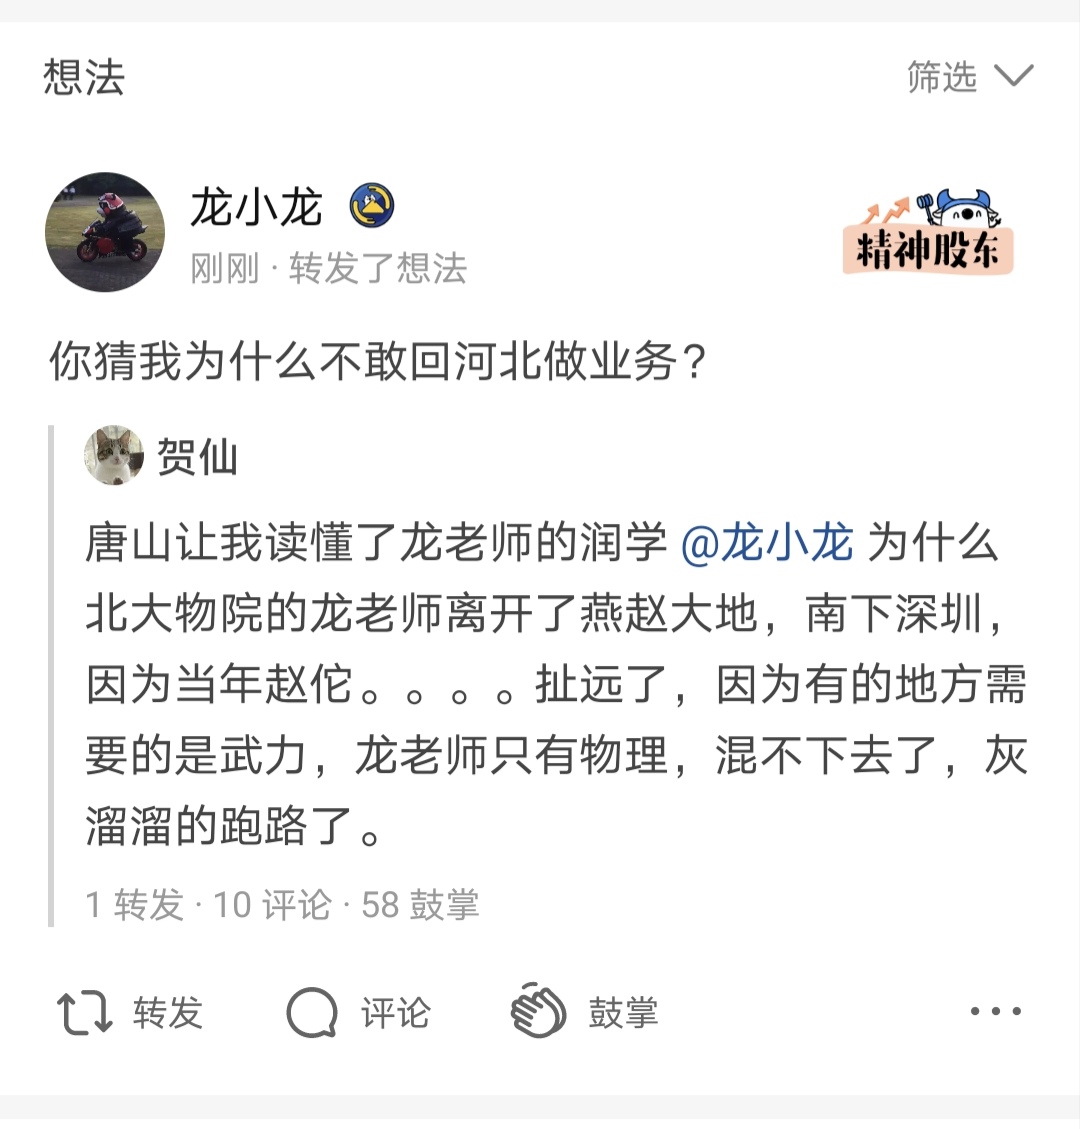 想法
筛选
龙小龙
刚刚 · 转发了想法
精神股东
你猜我为什么不敢回河北做业务？
贺仙
唐山让我读懂了龙老师的润学 @龙小龙 为什么
北大物院的龙老师离开了燕赵大地，南下深圳，
因为当年赵佗。。。。扯远了，因为有的地方需
要的是武力，龙老师只有物理，混不下去了，灰
溜溜的跑路了。
1 转发 · 10 评论 · 58 鼓掌
转发
评论
鼓掌